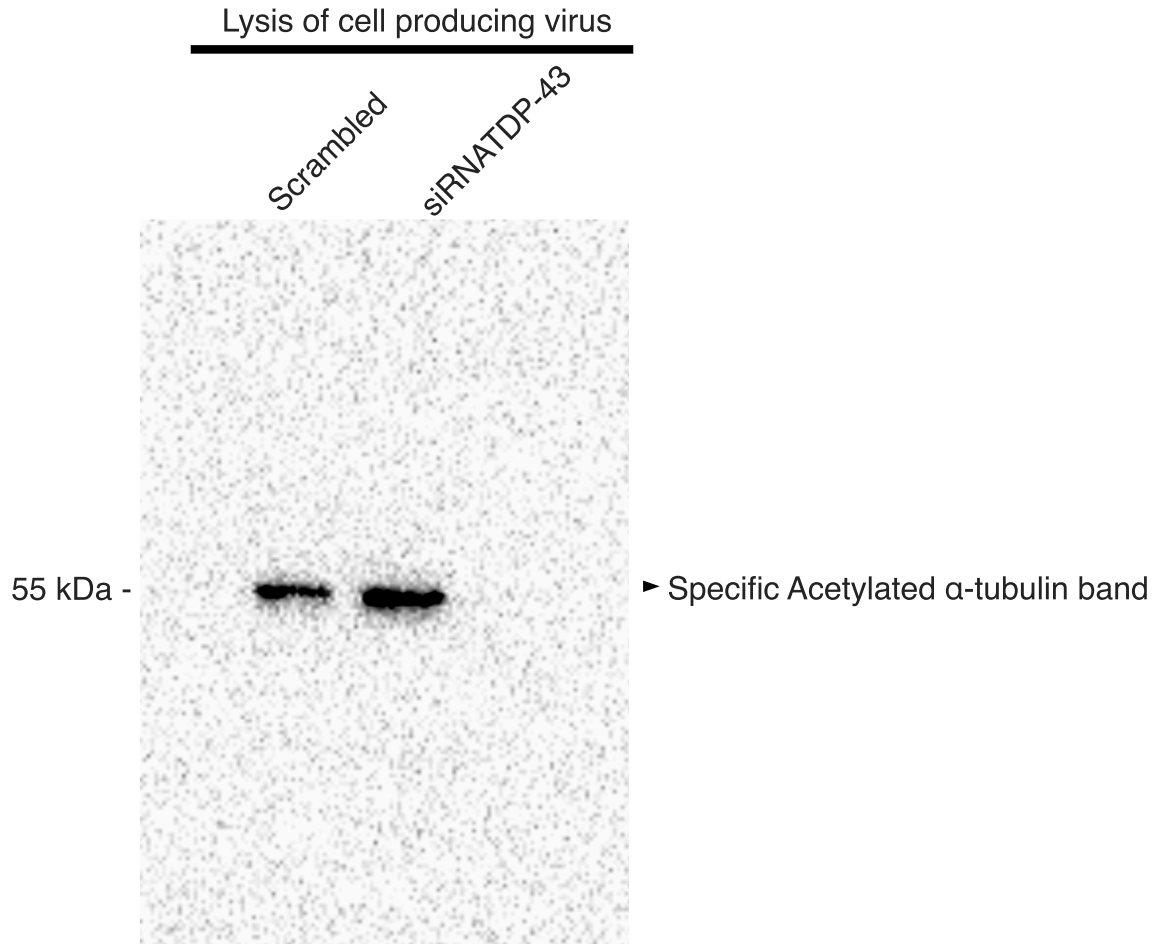 Lysis of cell producing virus
Scrambled
siRNATDP-43
55 kDa -
Specific Acetylated α-tubulin band